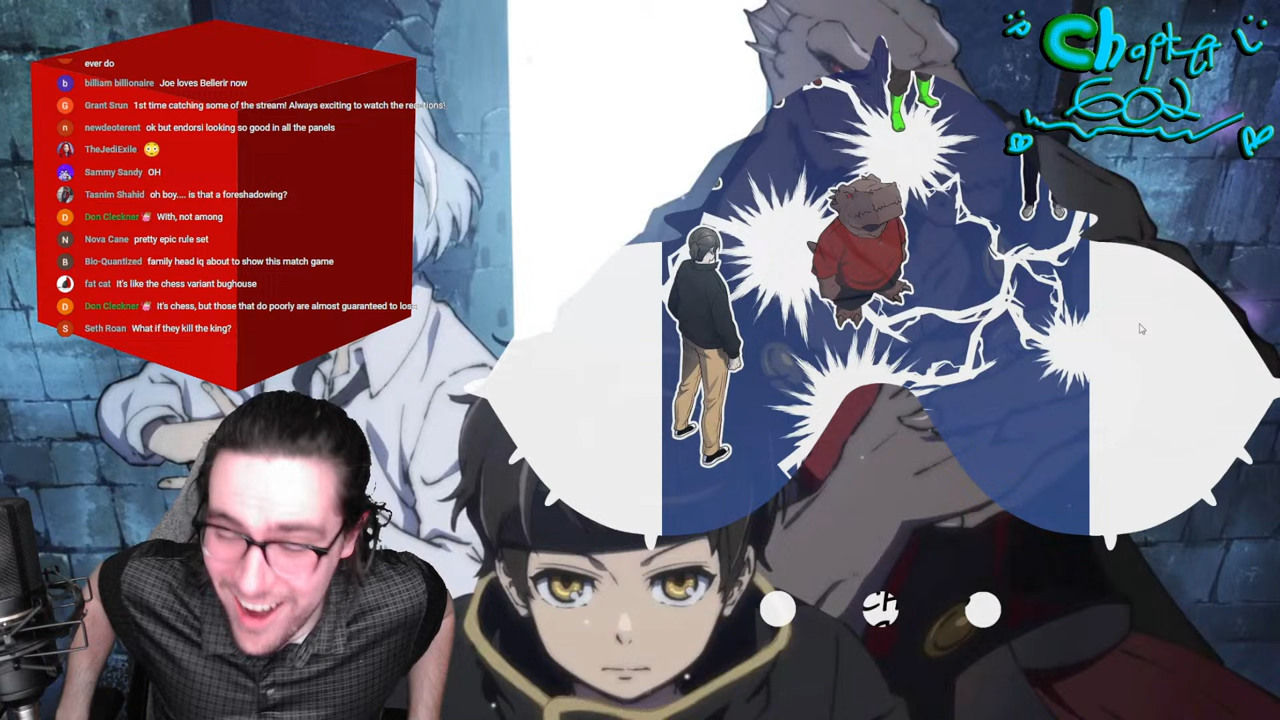 ever do
billiam billionaire Joe loves Bellerir now
Grant Srun 1st time catching some of the stream! Always exciting to watch the reactions!
newdeoterent ok but endorsi looking so good in all the panels
TheJediExile
Sammy Sandy OH
Tasnim Shahid oh boy.... is that a foreshadowing?
Don Cleckner With, not among
Nova Cane pretty epic rule set
Bio-Quantized family head iq about to show this match game
fat cat It's like the chess variant bughouse
Don Cleckner It's chess, but those that do poorly are almost guaranteed to lose
Seth Roan What if they kill the king?
Chapter
602